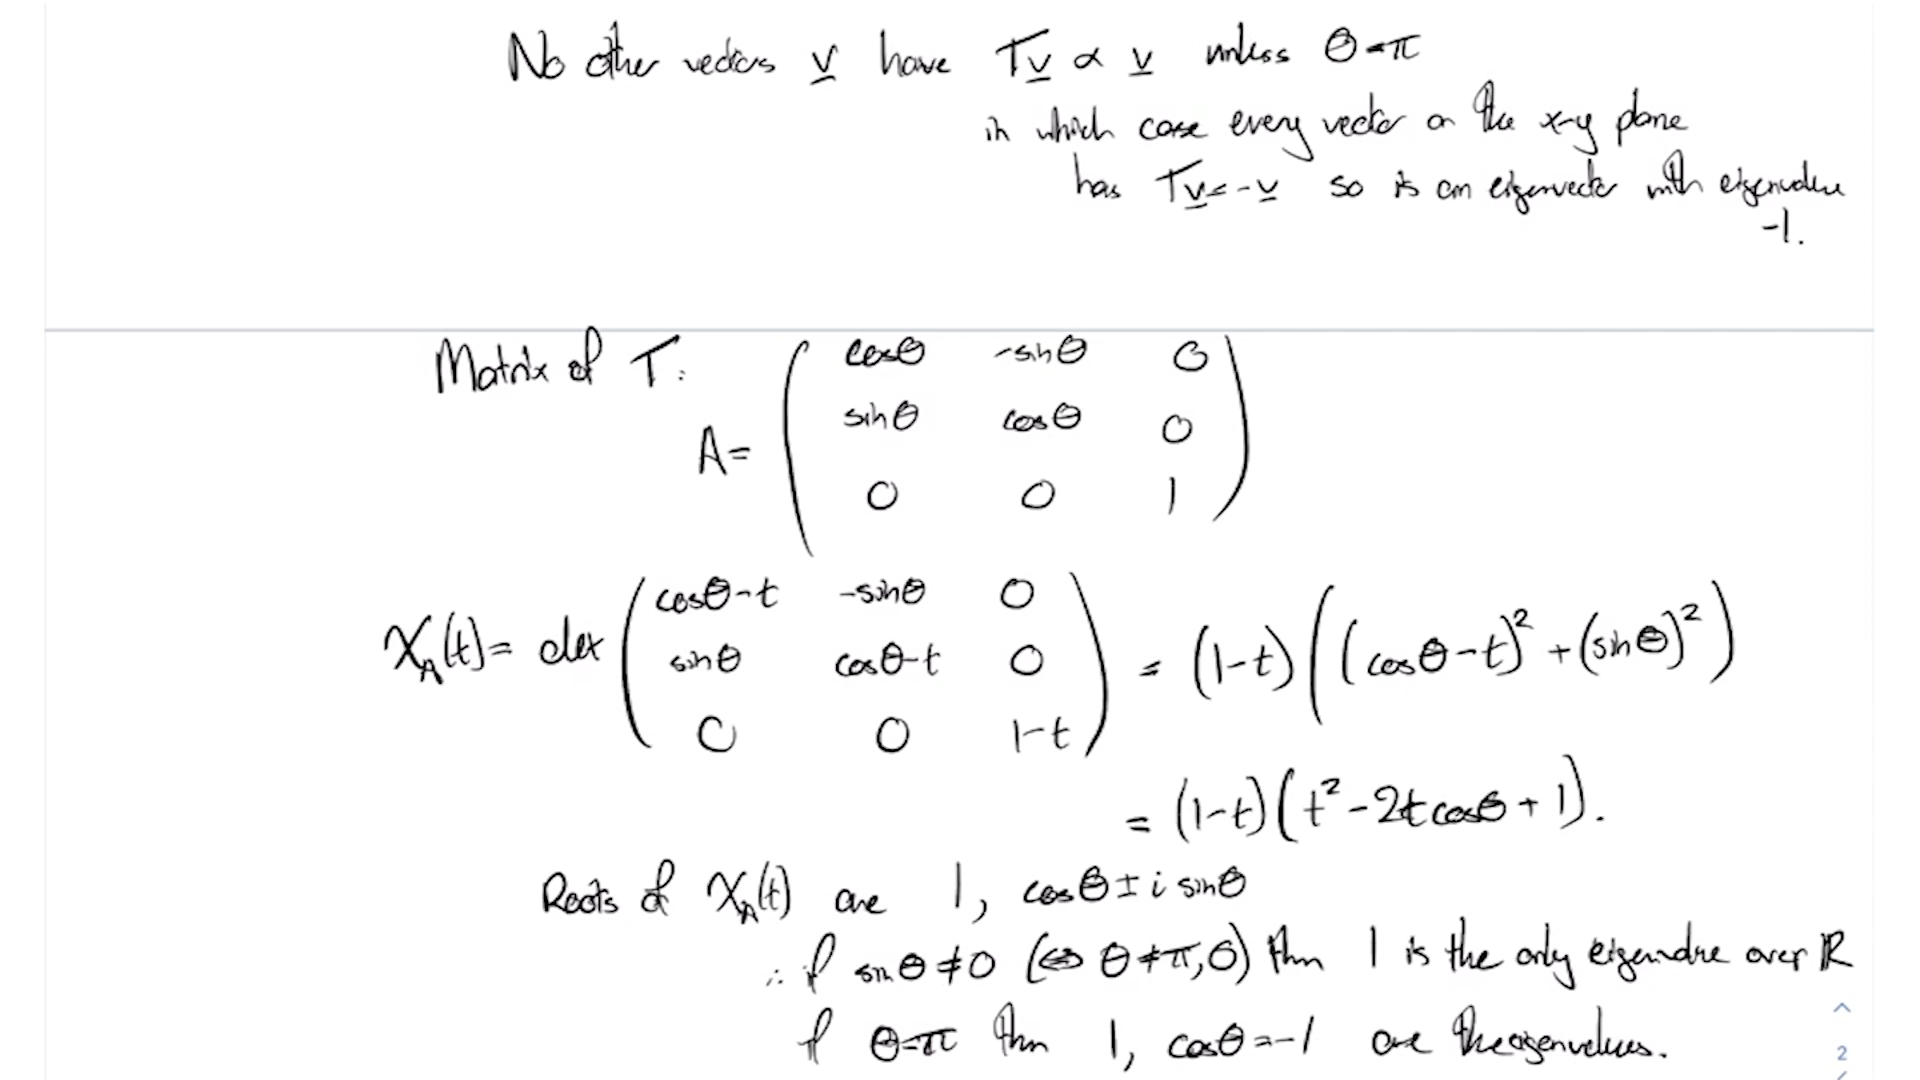 No other vectors v have Tv ∝ v unless θ=π
in which case every vector on the x-y plane
has Tv=-v so is an eigenvector with eigenvalue
-1.
Matrix of T:
A= ( cosθ -sinθ 0
sinθ cosθ 0
0 0 1 )
χ_A(t)= det ( cosθ-t -sinθ 0
sinθ cosθ-t 0
0 0 1-t ) = (1-t)((cosθ-t)² + (sinθ)²)
= (1-t)(t²-2tcosθ+1).
Roots of χ_A(t) are 1, cosθ ± i sinθ
∴ if sinθ≠0 (⇔ θ≠π,0) then 1 is the only eigenvalue over ℝ
if θ=π then 1, cosθ=-1 are the eigenvalues.
2